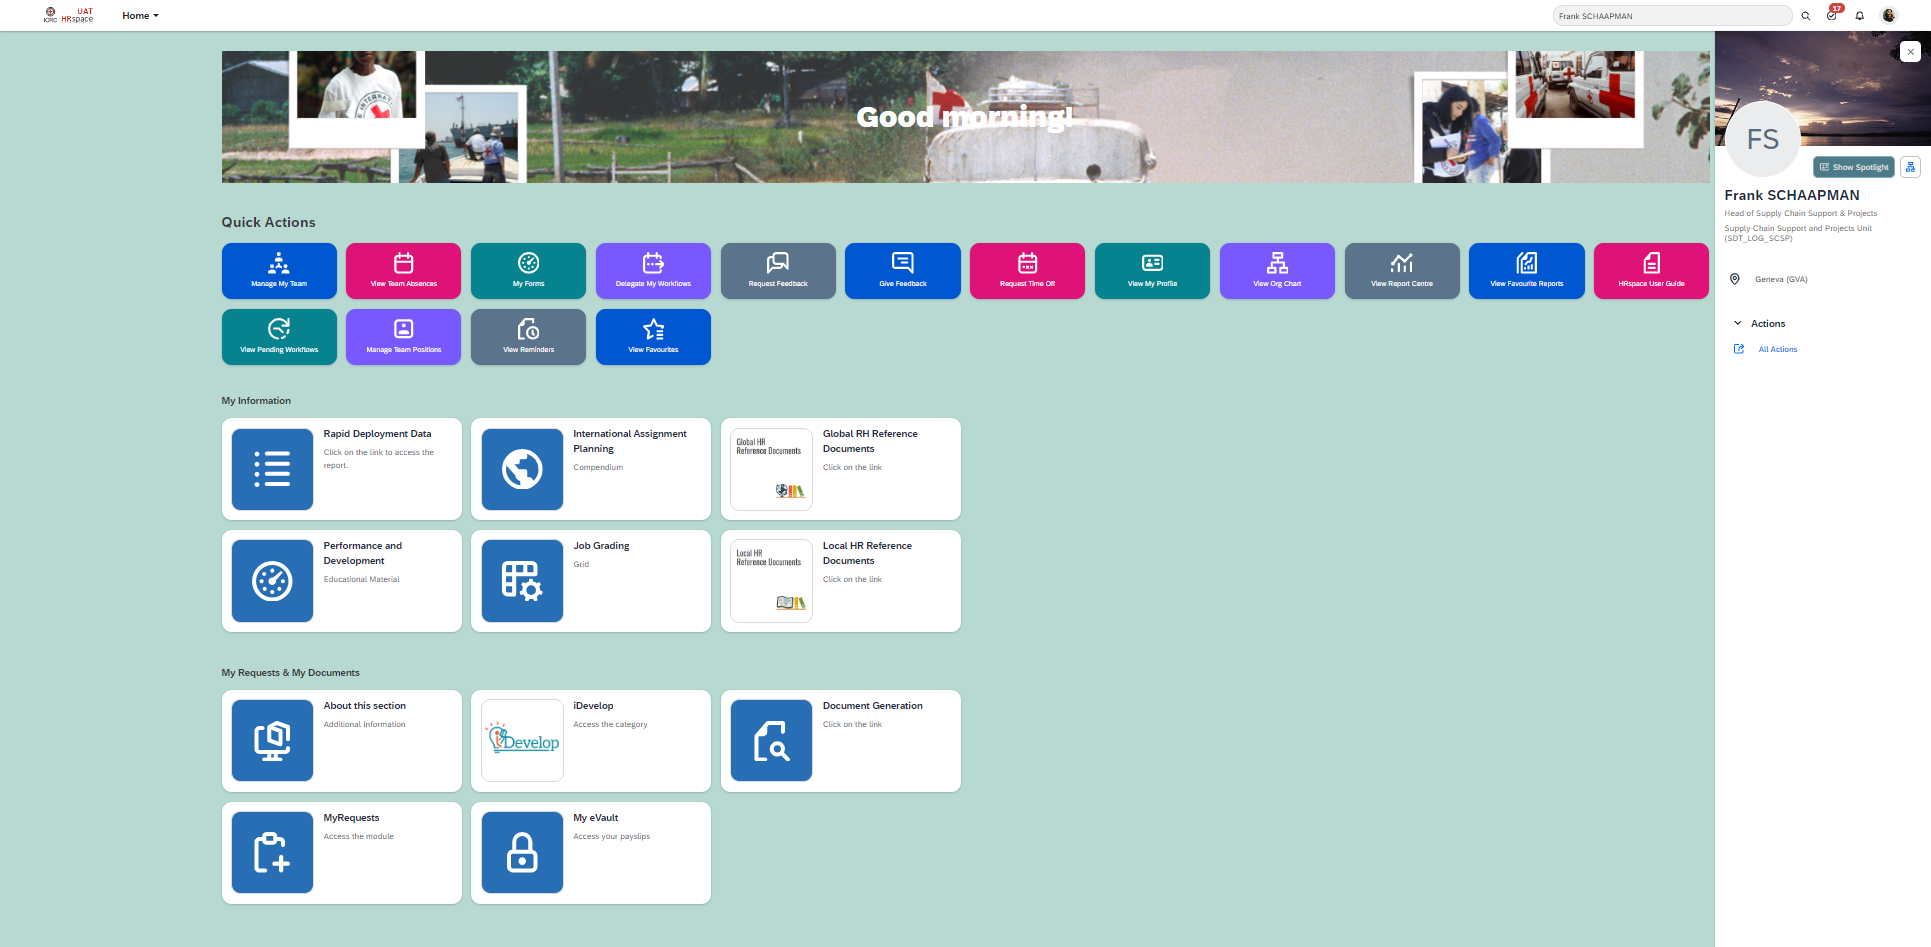 ICRC
UAT
HRspace
Home
Frank SCHAAPMAN
17
INTERNAT
Good morning!
FS
Show Spotlight
Frank SCHAAPMAN
Head of Supply Chain Support & Projects
Supply-Chain Support and Projects Unit
(SDT_LOG_SCSP)
Geneva (GVA)
Actions
All Actions
Quick Actions
Manage My Team
View Team Absences
My Forms
Delegate My Workflows
Request Feedback
Give Feedback
Request Time Off
View My Profile
View Org Chart
View Report Centre
View Favourite Reports
HRspace User Guide
View Pending Workflows
Manage Team Positions
View Reminders
View Favourites
My Information
Rapid Deployment Data
Click on the link to access the
report.
International Assignment
Planning
Compendium
Global HR
Reference Documents
Global RH Reference
Documents
Click on the link
Performance and
Development
Educational Material
Job Grading
Grid
Local HR
Reference Documents
Local HR Reference
Documents
Click on the link
My Requests & My Documents
About this section
Additional Information
iDevelop
iDevelop
Access the category
Document Generation
Click on the link
MyRequests
Access the module
My eVault
Access your payslips